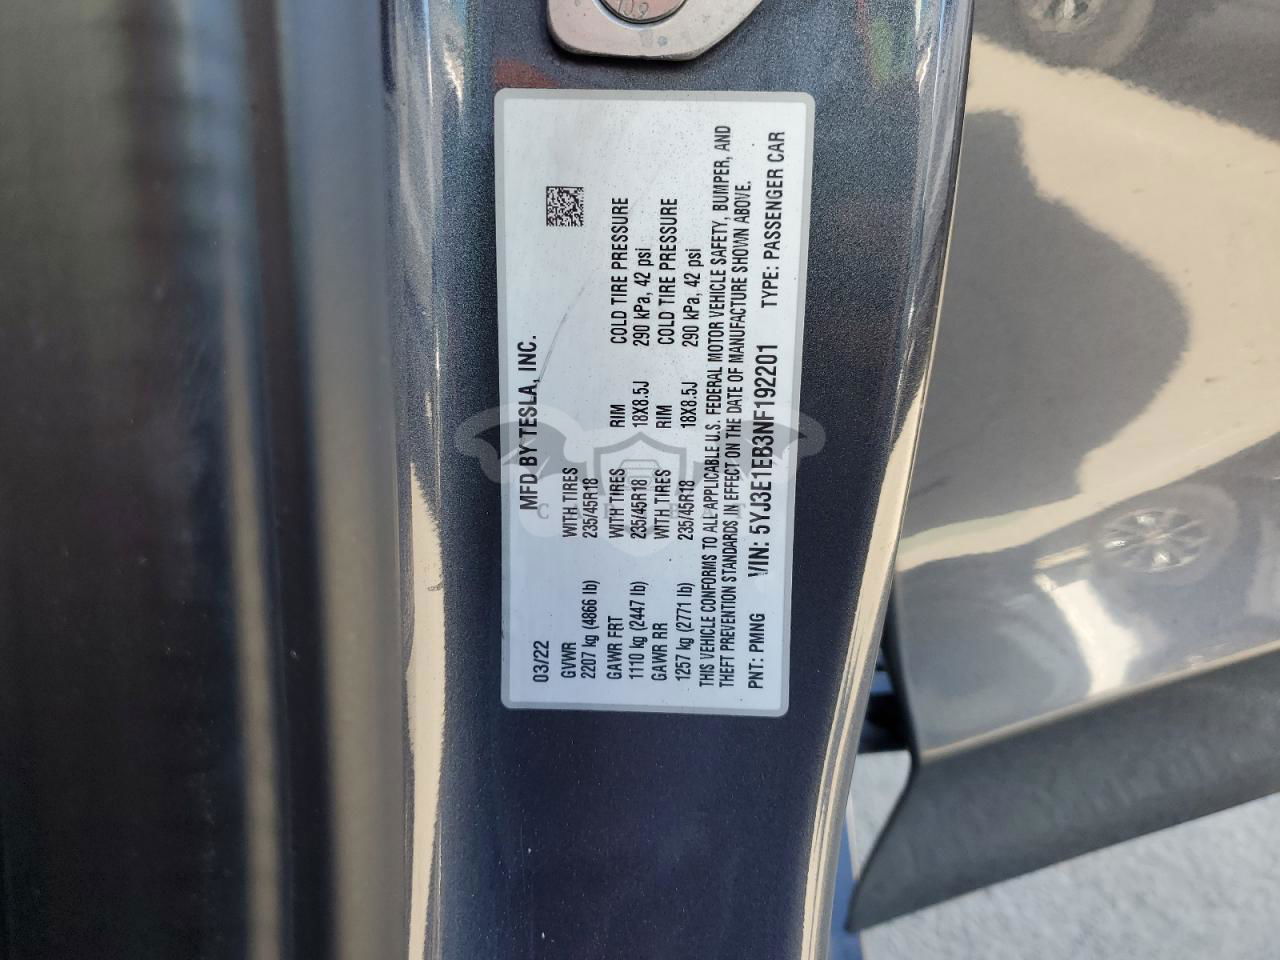 03/22 MFD BY TESLA, INC.
GVWR
2207 kg (4866 lb) WITH TIRES 235/45R18
GAWR FRT WITH TIRES RIM COLD TIRE PRESSURE
1110 kg (2447 lb) 235/45R18 18X8.5J 290 kPa, 42 psi
GAWR RR WITH TIRES RIM COLD TIRE PRESSURE
1257 kg (2771 lb) 235/45R18 18X8.5J 290 kPa, 42 psi
THIS VEHICLE CONFORMS TO ALL APPLICABLE U.S. FEDERAL MOTOR VEHICLE SAFETY, BUMPER, AND
THEFT PREVENTION STANDARDS IN EFFECT ON THE DATE OF MANUFACTURE SHOWN ABOVE.
PNT: PMNG VIN: 5YJ3E1EB3NF192201 TYPE: PASSENGER CAR